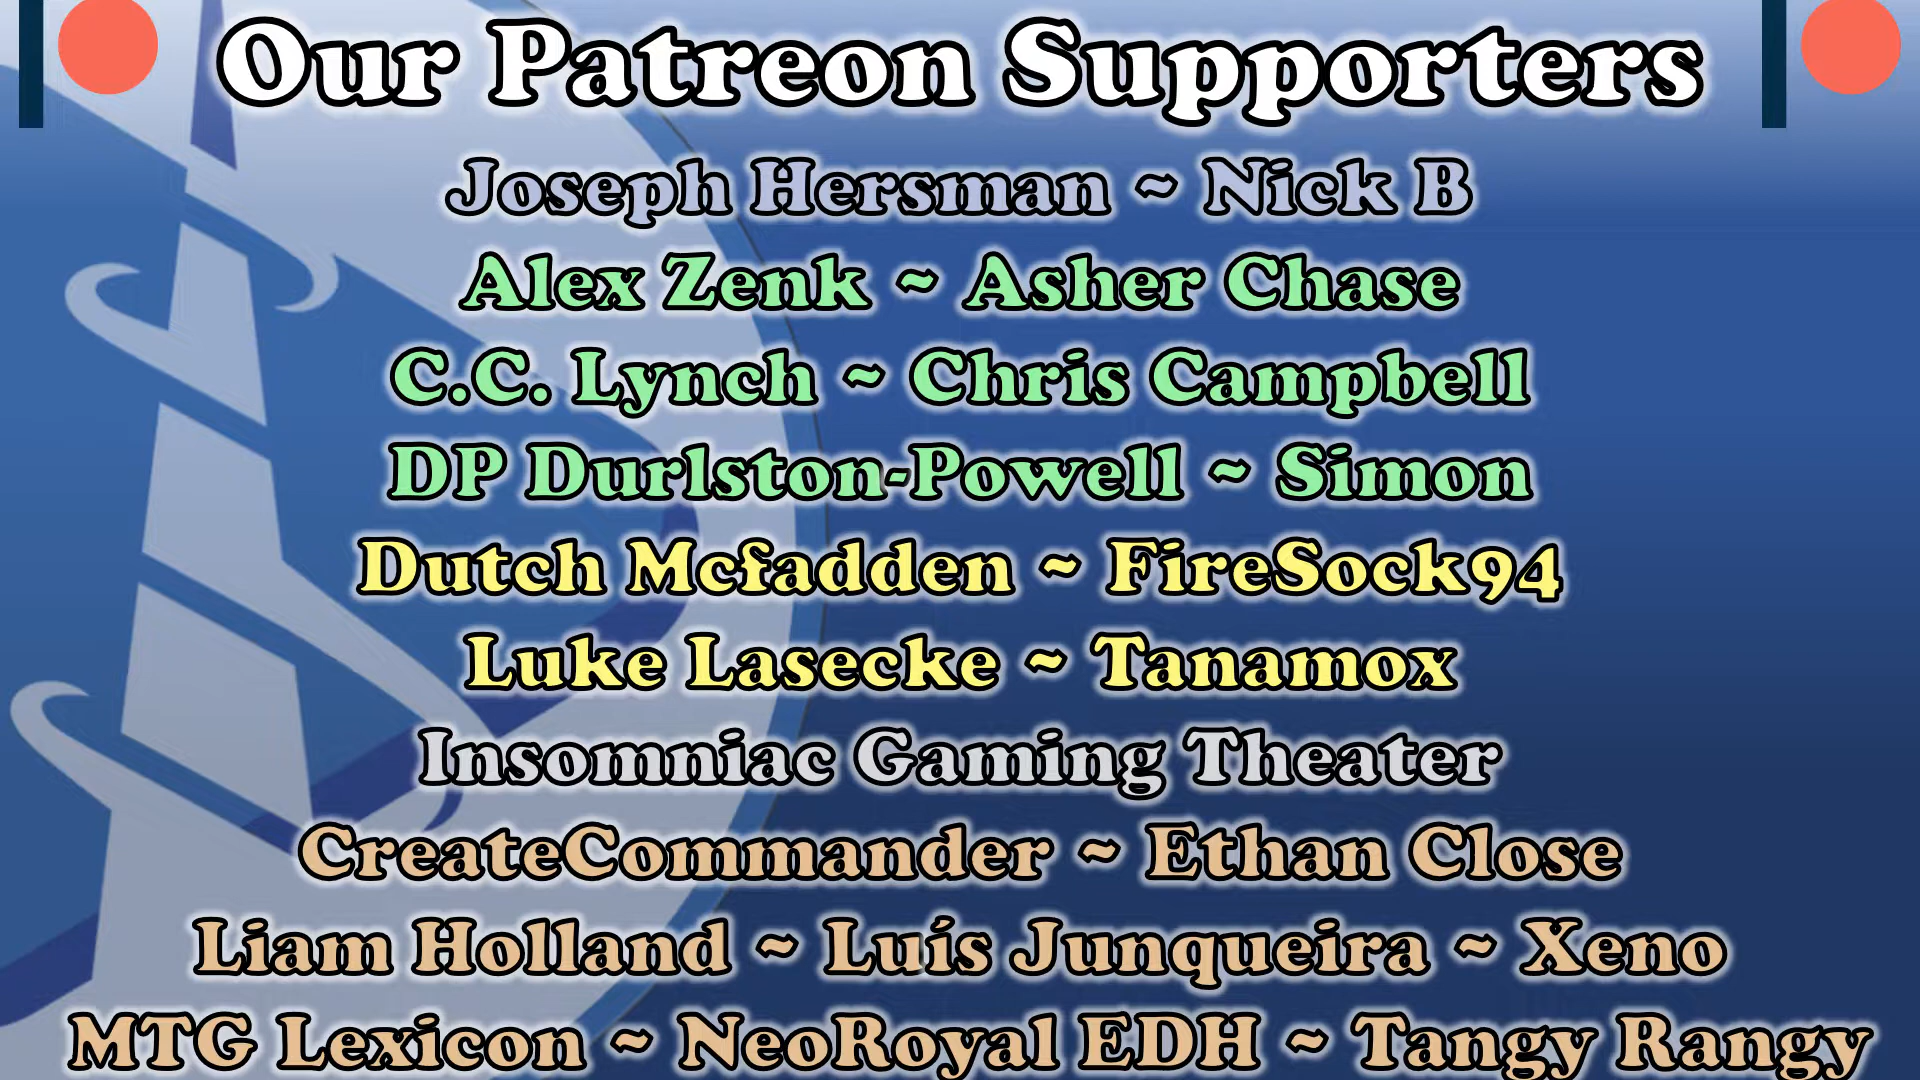 Our Patreon Supporters
Joseph Hersman ~ Nick B
Alex Zenk ~ Asher Chase
C.C. Lynch ~ Chris Campbell
DP Durlston-Powell ~ Simon
Dutch Mcfadden ~ FireSock94
Luke Lasecke ~ Tanamox
Insomniac Gaming Theater
CreateCommander ~ Ethan Close
Liam Holland ~ Luís Junqueira ~ Xeno
MTG Lexicon ~ NeoRoyal EDH ~ Tangy Rangy